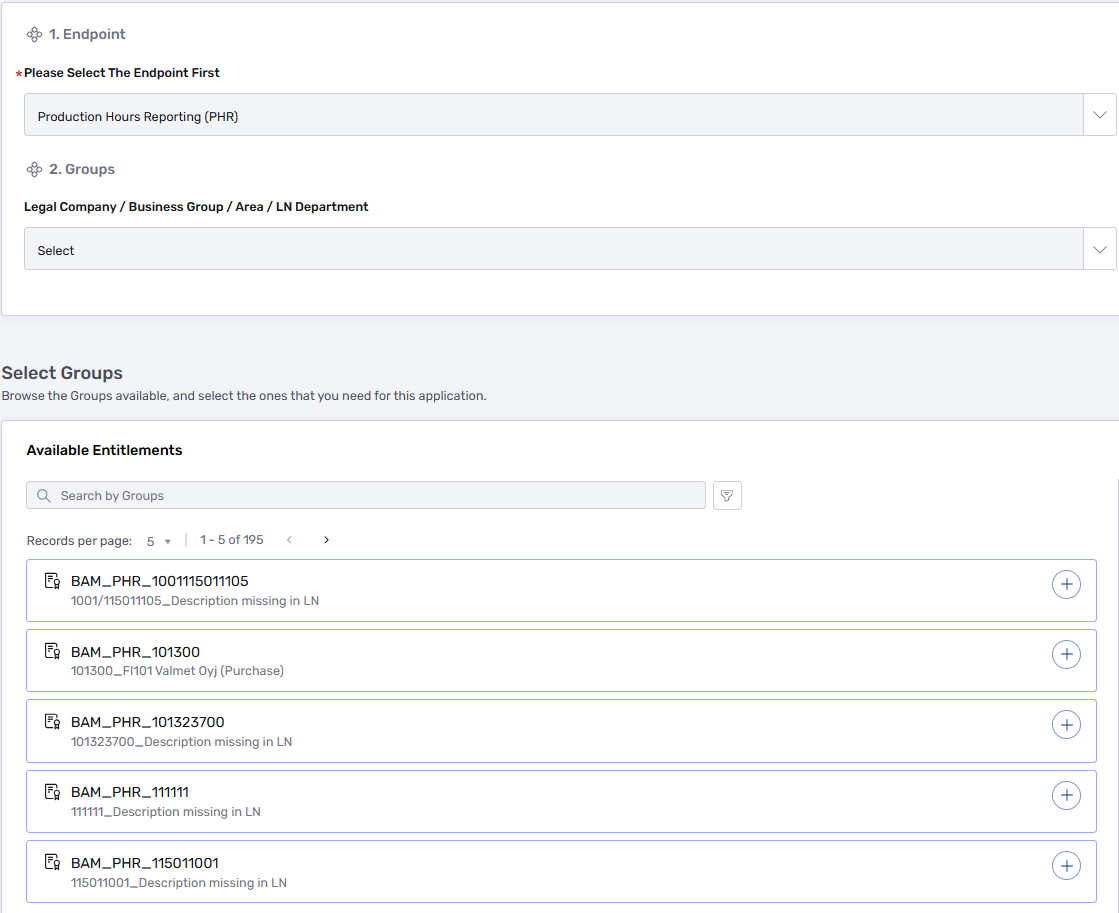 1. Endpoint
*Please Select The Endpoint First
Production Hours Reporting (PHR)
2. Groups
Legal Company / Business Group / Area / LN Department
Select
Select Groups
Browse the Groups available, and select the ones that you need for this application.
Available Entitlements
Search by Groups
Records per page: 5 1 - 5 of 195
BAM_PHR_1001115011105
1001/115011105_Description missing in LN
BAM_PHR_101300
101300_FI101 Valmet Oyj (Purchase)
BAM_PHR_101323700
101323700_Description missing in LN
BAM_PHR_111111
111111_Description missing in LN
BAM_PHR_115011001
115011001_Description missing in LN